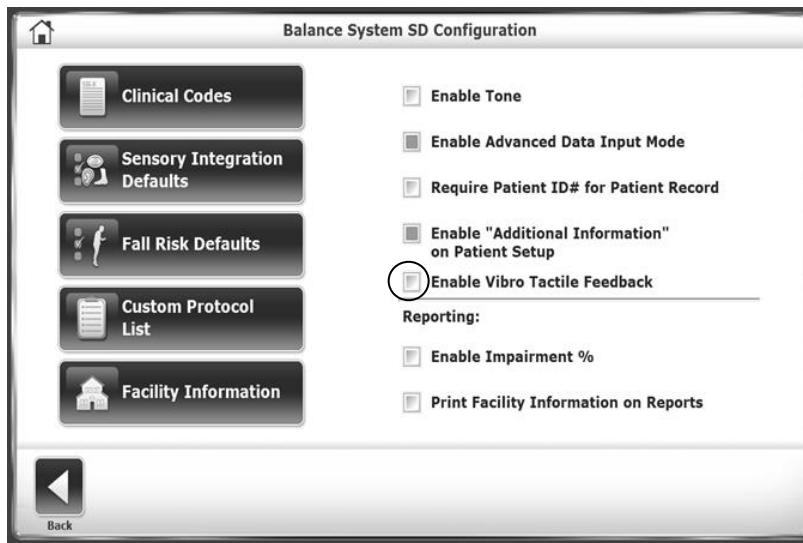 Balance System SD Configuration
Clinical Codes
Sensory Integration
Defaults
Fall Risk Defaults
Custom Protocol
List
Facility Information
Enable Tone
Enable Advanced Data Input Mode
Require Patient ID# for Patient Record
Enable "Additional Information"
on Patient Setup
Enable Vibro Tactile Feedback
Reporting:
Enable Impairment %
Print Facility Information on Reports
Back